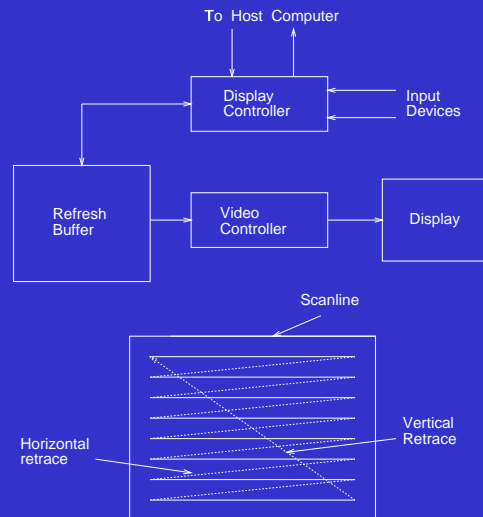 To Host Computer
Display
Controller
Input
Devices
Refresh
Buffer
Video
Controller
Display
Scanline
Horizontal
retrace
Vertical
Retrace